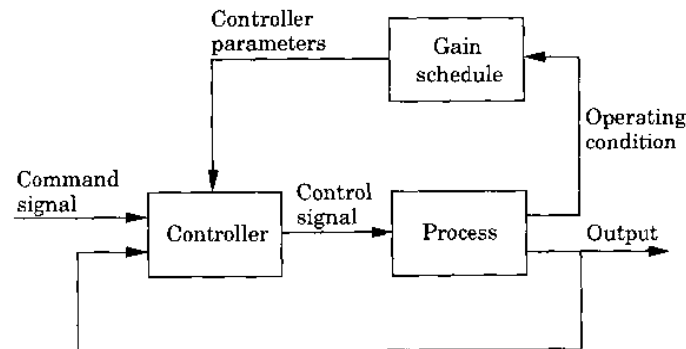 Controller
parameters
Gain
schedule
Operating
condition
Command
signal
Controller
Control
signal
Process
Output